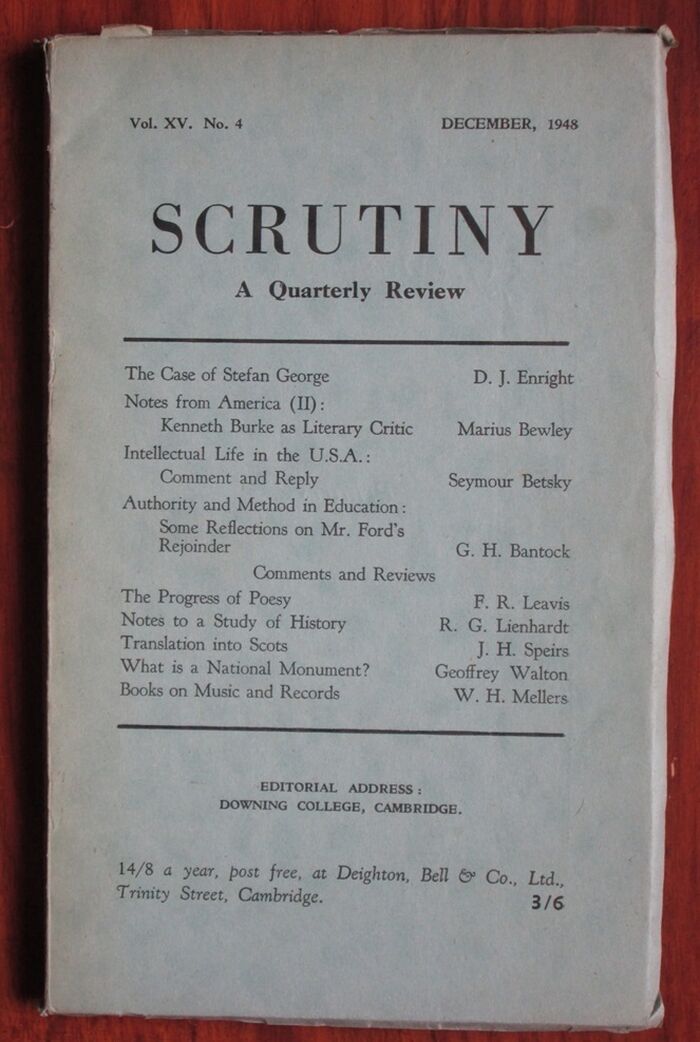 Vol. XV. No. 4 DECEMBER, 1948
SCRUTINY
A Quarterly Review
The Case of Stefan George D. J. Enright
Notes from America (II):
Kenneth Burke as Literary Critic Marius Bewley
Intellectual Life in the U.S.A.:
Comment and Reply Seymour Betsky
Authority and Method in Education:
Some Reflections on Mr. Ford's
Rejoinder G. H. Bantock
Comments and Reviews
The Progress of Poesy F. R. Leavis
Notes to a Study of History R. G. Lienhardt
Translation into Scots J. H. Speirs
What is a National Monument? Geoffrey Walton
Books on Music and Records W. H. Mellers
EDITORIAL ADDRESS:
DOWNING COLLEGE, CAMBRIDGE.
14/8 a year, post free, at Deighton, Bell & Co., Ltd.,
Trinity Street, Cambridge. 3/6